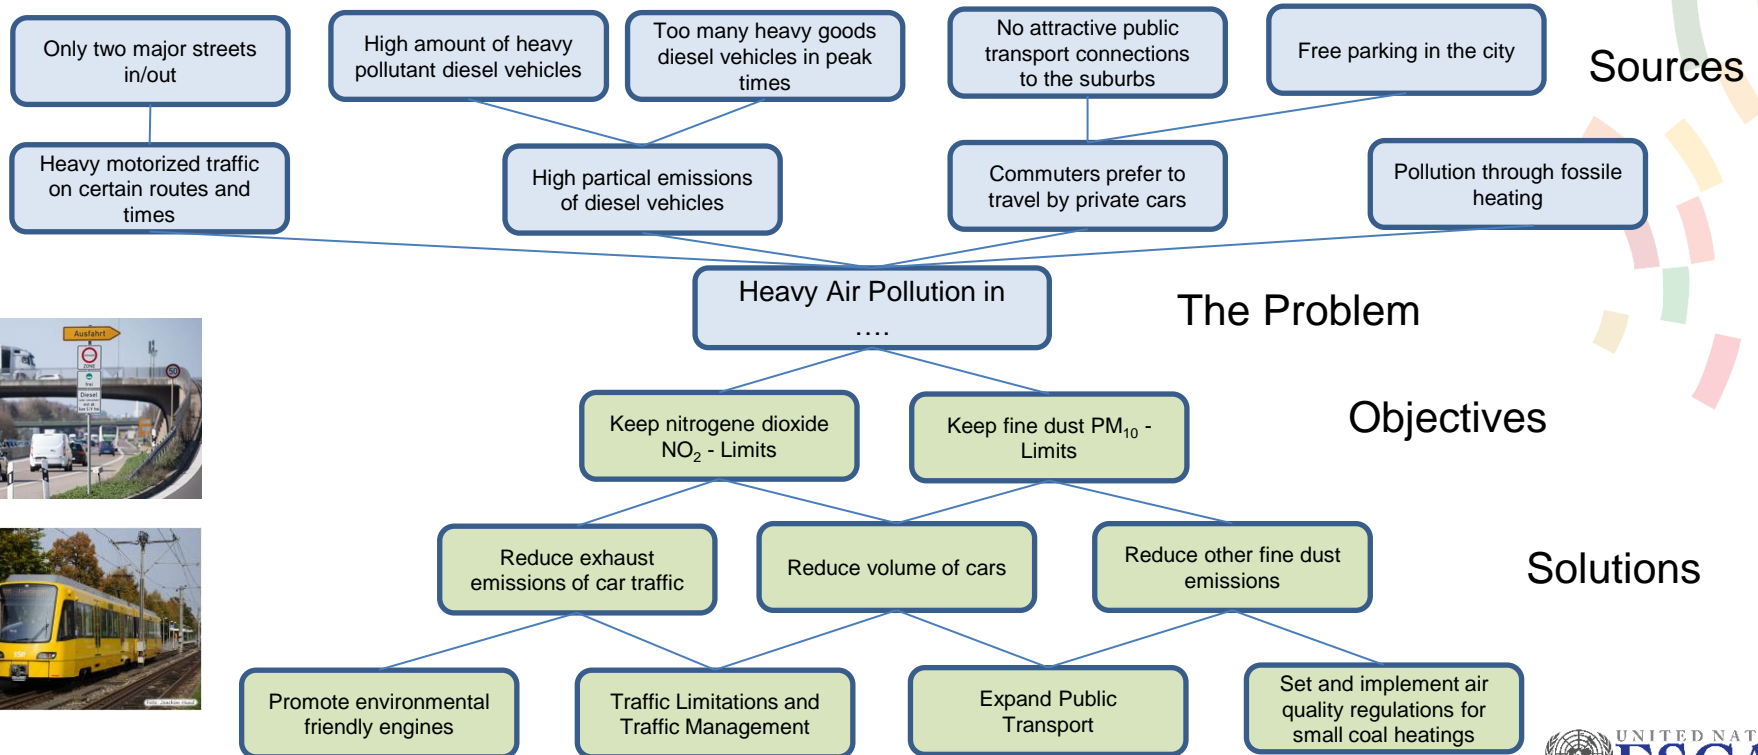 Only two major streets
in/out
High amount of heavy
pollutant diesel vehicles
Too many heavy goods
diesel vehicles in peak
times
No attractive public
transport connections
to the suburbs
Free parking in the city
Sources
Heavy motorized traffic
on certain routes and
times
High partical emissions
of diesel vehicles
Commuters prefer to
travel by private cars
Pollution through fossile
heating
Heavy Air Pollution in
....
The Problem
Ausfahrt
ZONE
frei
Diesel
50
Keep nitrogene dioxide
NO₂ - Limits
Keep fine dust PM₁₀ -
Limits
Objectives
Reduce exhaust
emissions of car traffic
Reduce volume of cars
Reduce other fine dust
emissions
Solutions
Promote environmental
friendly engines
Traffic Limitations and
Traffic Management
Expand Public
Transport
Set and implement air
quality regulations for
small coal heatings
UNITED NAT